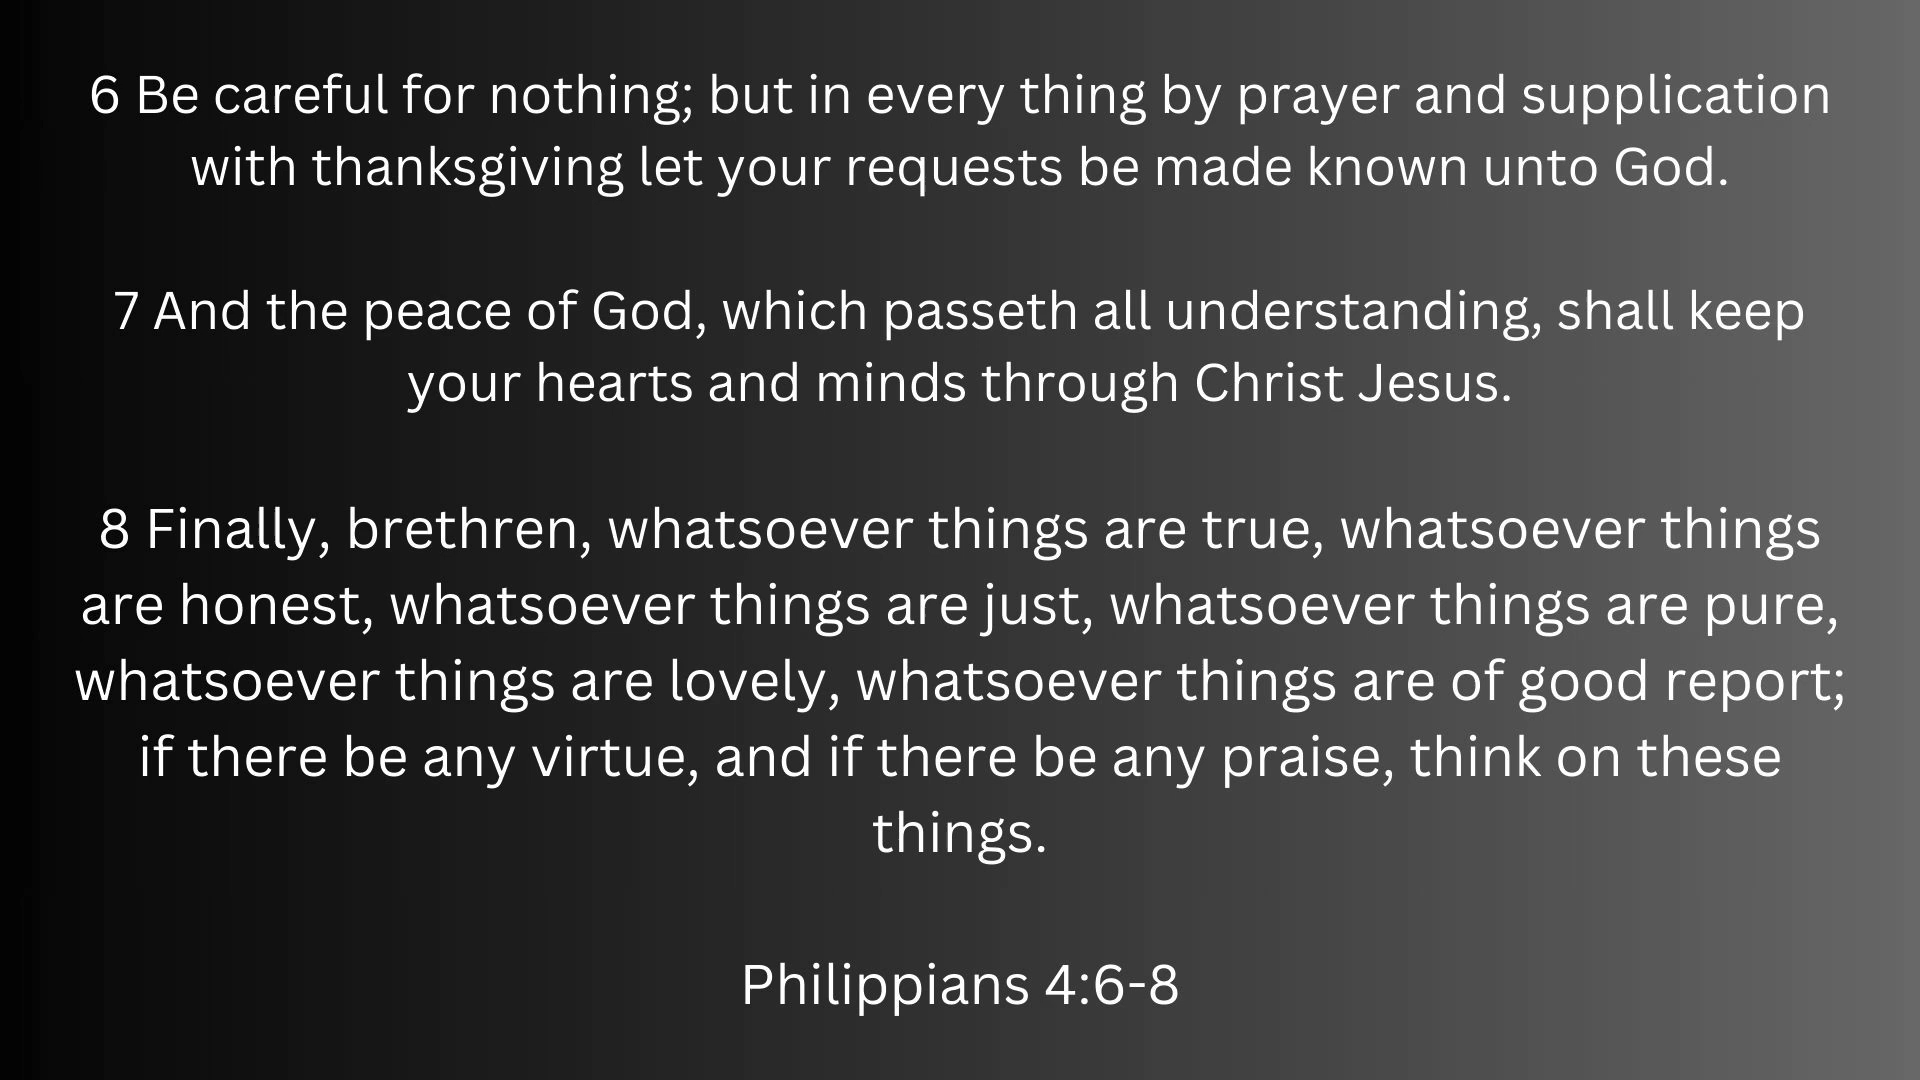 6 Be careful for nothing; but in every thing by prayer and supplication
with thanksgiving let your requests be made known unto God.
7 And the peace of God, which passeth all understanding, shall keep
your hearts and minds through Christ Jesus.
8 Finally, brethren, whatsoever things are true, whatsoever things
are honest, whatsoever things are just, whatsoever things are pure,
whatsoever things are lovely, whatsoever things are of good report;
if there be any virtue, and if there be any praise, think on these
things.
Philippians 4:6-8